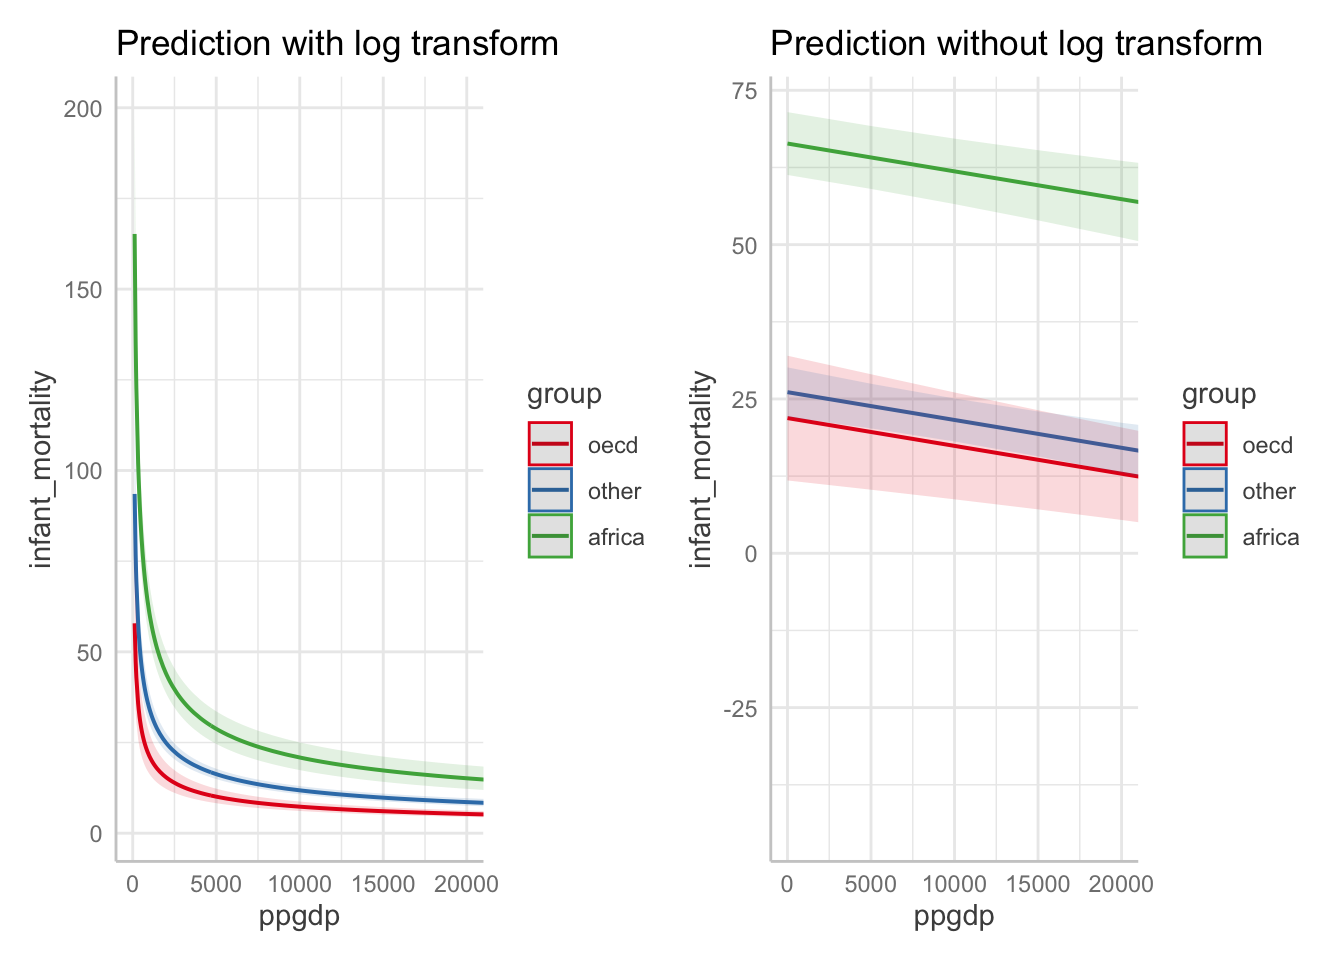 Prediction with log transform
200
150
100
50
0
infant_mortality
0 5000 10000 15000 20000
ppgdp
group
oecd
other
africa
Prediction without log transform
75
50
25
0
-25
infant_mortality
0 5000 10000 15000 20000
ppgdp
group
oecd
other
africa